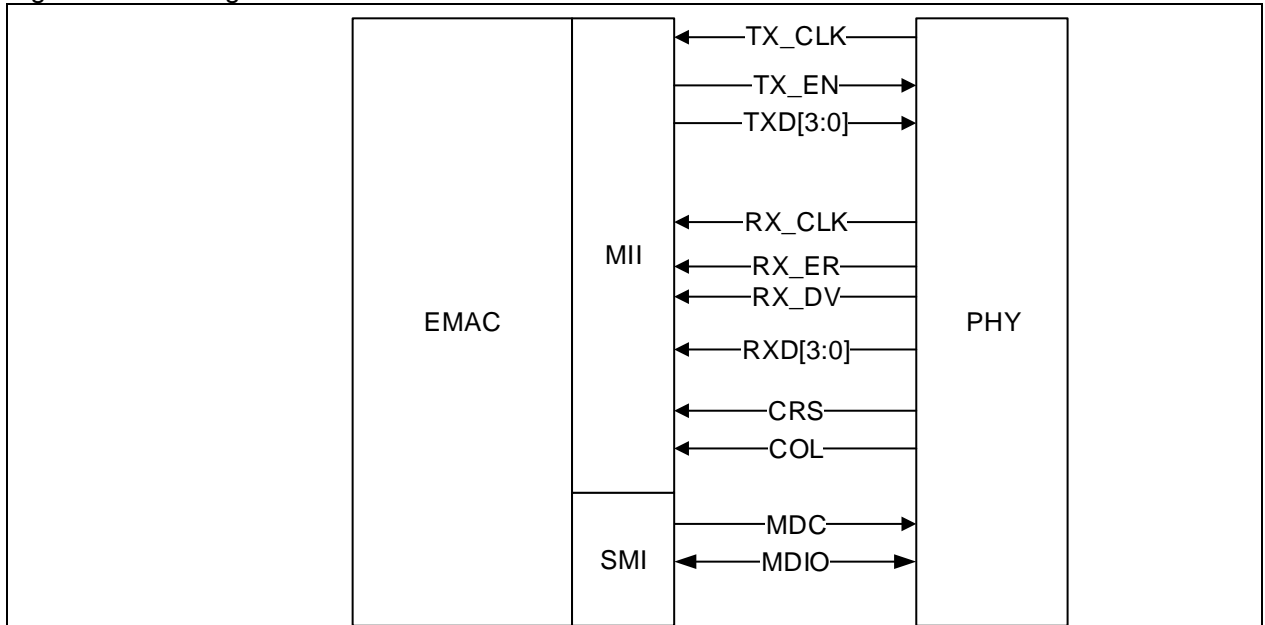 TX_CLK
TX_EN
TXD[3:0]
RX_CLK
MII
RX_ER
RX_DV
EMAC
PHY
RXD[3:0]
CRS
COL
MDC
SMI
MDIO